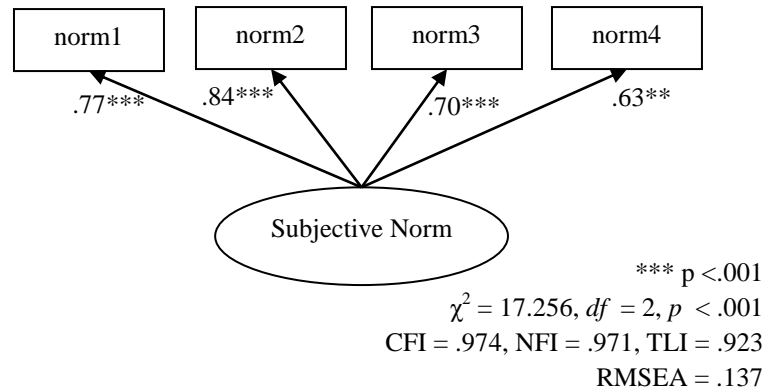 norm1 norm2 norm3 norm4
.77*** .84*** .70*** .63**
Subjective Norm
*** p <.001
χ² = 17.256, df = 2, p < .001
CFI = .974, NFI = .971, TLI = .923
RMSEA = .137